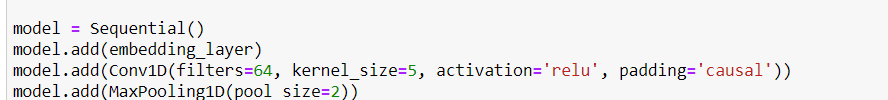 model = Sequential()
model.add(embedding_layer)
model.add(Conv1D(filters=64, kernel_size=5, activation='relu', padding='causal'))
model.add(MaxPooling1D(pool_size=2))